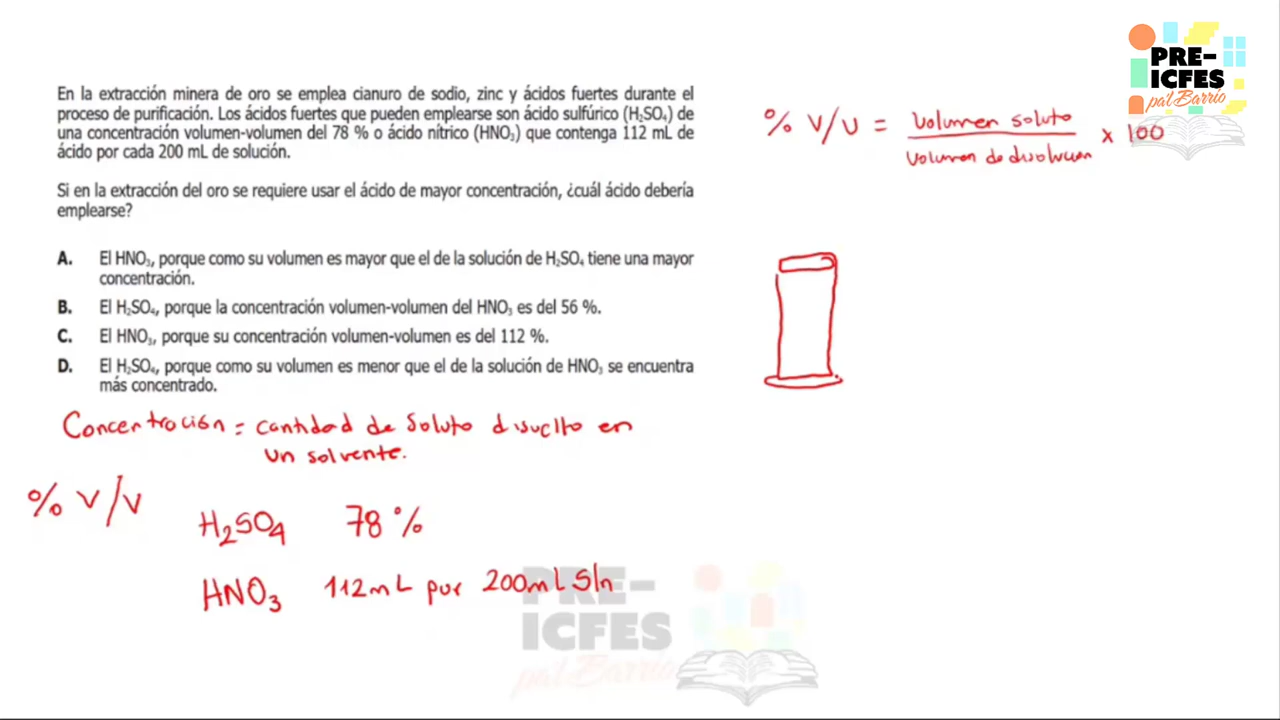 PRE-
ICFES
pa'l Barrio
En la extracción minera de oro se emplea cianuro de sodio, zinc y ácidos fuertes durante el
proceso de purificación. Los ácidos fuertes que pueden emplearse son ácido sulfúrico (H₂SO₄) de
una concentración volumen-volumen del 78 % o ácido nítrico (HNO₃) que contenga 112 mL de
ácido por cada 200 mL de solución.
Si en la extracción del oro se requiere usar el ácido de mayor concentración, ¿cuál ácido debería
emplearse?
A. El HNO₃, porque como su volumen es mayor que el de la solución de H₂SO₄ tiene una mayor
concentración.
B. El H₂SO₄, porque la concentración volumen-volumen del HNO₃ es del 56 %.
C. El HNO₃, porque su concentración volumen-volumen es del 112 %.
D. El H₂SO₄, porque como su volumen es menor que el de la solución de HNO₃ se encuentra
más concentrado.
% V/V = volumen soluto
volumen de disolución x 100
Concentración = cantidad de soluto disuelto en
un solvente.
% V/V
H₂SO₄ 78 %
HNO₃ 112mL por 200ml Sln
PRE-
ICFES
pa'l Barrio